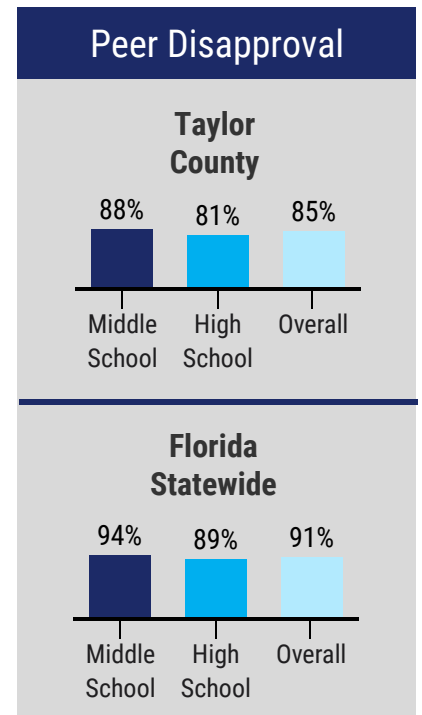 Peer Disapproval
Taylor
County
88% 81% 85%
Middle High Overall
School School
Florida
Statewide
94% 89% 91%
Middle High Overall
School School